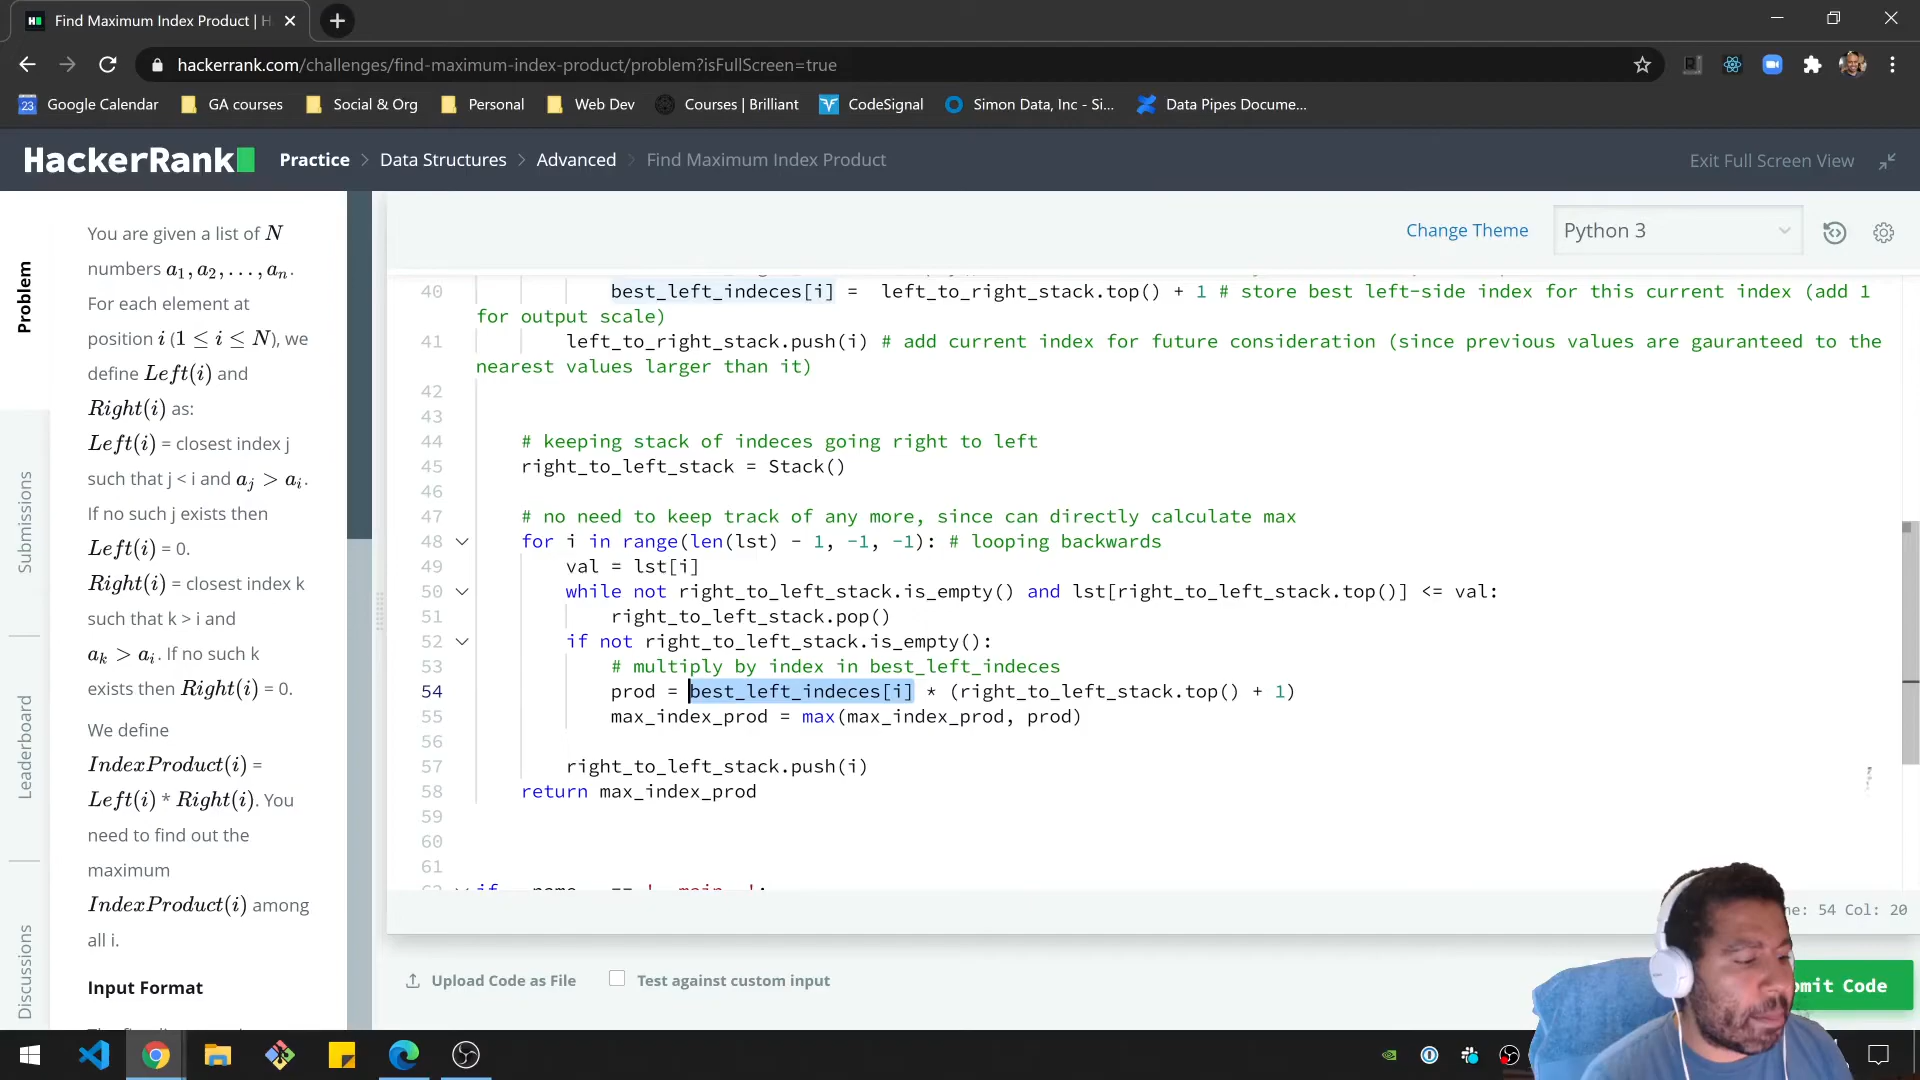 Find Maximum Index Product | H
hackerrank.com/challenges/find-maximum-index-product/problem?isFullScreen=true
23 Google Calendar GA courses Social & Org Personal Web Dev Courses | Brilliant CodeSignal Simon Data, Inc - Si... Data Pipes Docume...
HackerRank Practice > Data Structures > Advanced > Find Maximum Index Product Exit Full Screen View
Problem
Submissions
Leaderboard
Discussions
You are given a list of N
numbers a₁, a₂, . . . , aₙ.
For each element at
position i (1 ≤ i ≤ N), we
define Left(i) and
Right(i) as:
Left(i) = closest index j
such that j < i and aⱼ > aᵢ.
If no such j exists then
Left(i) = 0.
Right(i) = closest index k
such that k > i and
aₖ > aᵢ. If no such k
exists then Right(i) = 0.
We define
IndexProduct(i) =
Left(i) * Right(i). You
need to find out the
maximum
IndexProduct(i) among
all i.
Input Format
Change Theme Python 3
40 best_left_indeces[i] =  left_to_right_stack.top() + 1 # store best left-side index for this current index (add 1
for output scale)
41 left_to_right_stack.push(i) # add current index for future consideration (since previous values are gauranteed to the
nearest values larger than it)
42
43
44 # keeping stack of indeces going right to left
45 right_to_left_stack = Stack()
46
47 # no need to keep track of any more, since can directly calculate max
48 for i in range(len(lst) - 1, -1, -1): # looping backwards
49 val = lst[i]
50 while not right_to_left_stack.is_empty() and lst[right_to_left_stack.top()] <= val:
51 right_to_left_stack.pop()
52 if not right_to_left_stack.is_empty():
53 # multiply by index in best_left_indeces
54 prod = best_left_indeces[i] * (right_to_left_stack.top() + 1)
55 max_index_prod = max(max_index_prod, prod)
56
57 right_to_left_stack.push(i)
58 return max_index_prod
59
60
61
54 Col: 20
Upload Code as File Test against custom input
mit Code